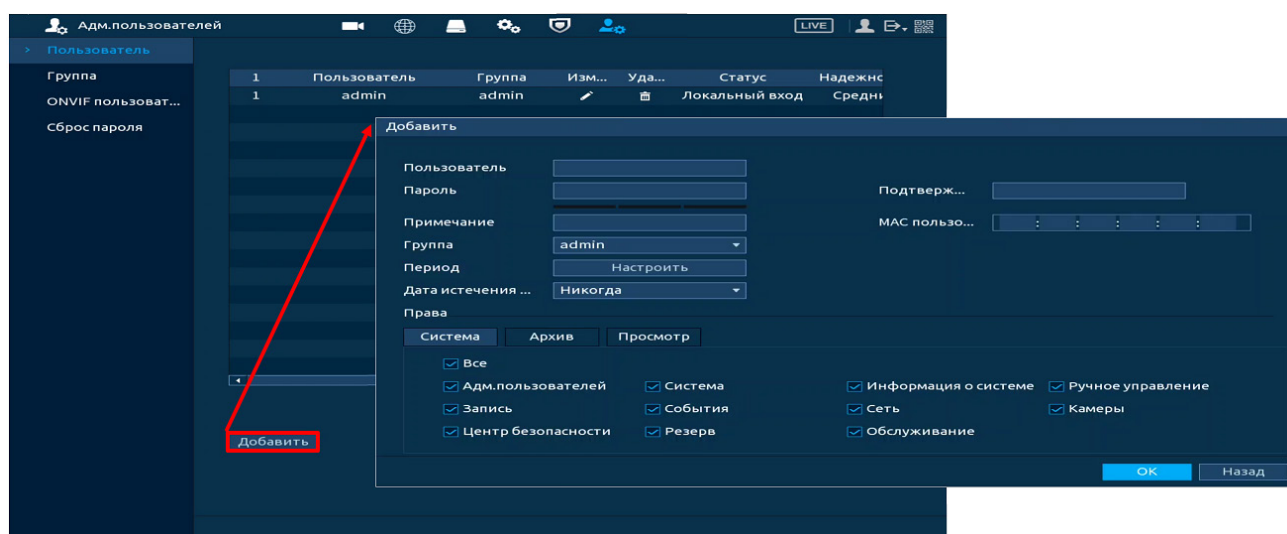 Адм.пользователей LIVE
> Пользователь
Группа
ONVIF пользоват...
Сброс пароля
1 Пользователь Группа Изм... Уда... Статус Надежнс
1 admin admin Локальный вход Средни
Добавить
Добавить
Пользователь
Пароль Подтверж...
Примечание MAC пользо... : : : : :
Группа admin
Период Настроить
Дата истечения ... Никогда
Права
Система Архив Просмотр
Все
Адм.пользователей Система Информация о системе Ручное управление
Запись События Сеть Камеры
Центр безопасности Резерв Обслуживание
OK Назад